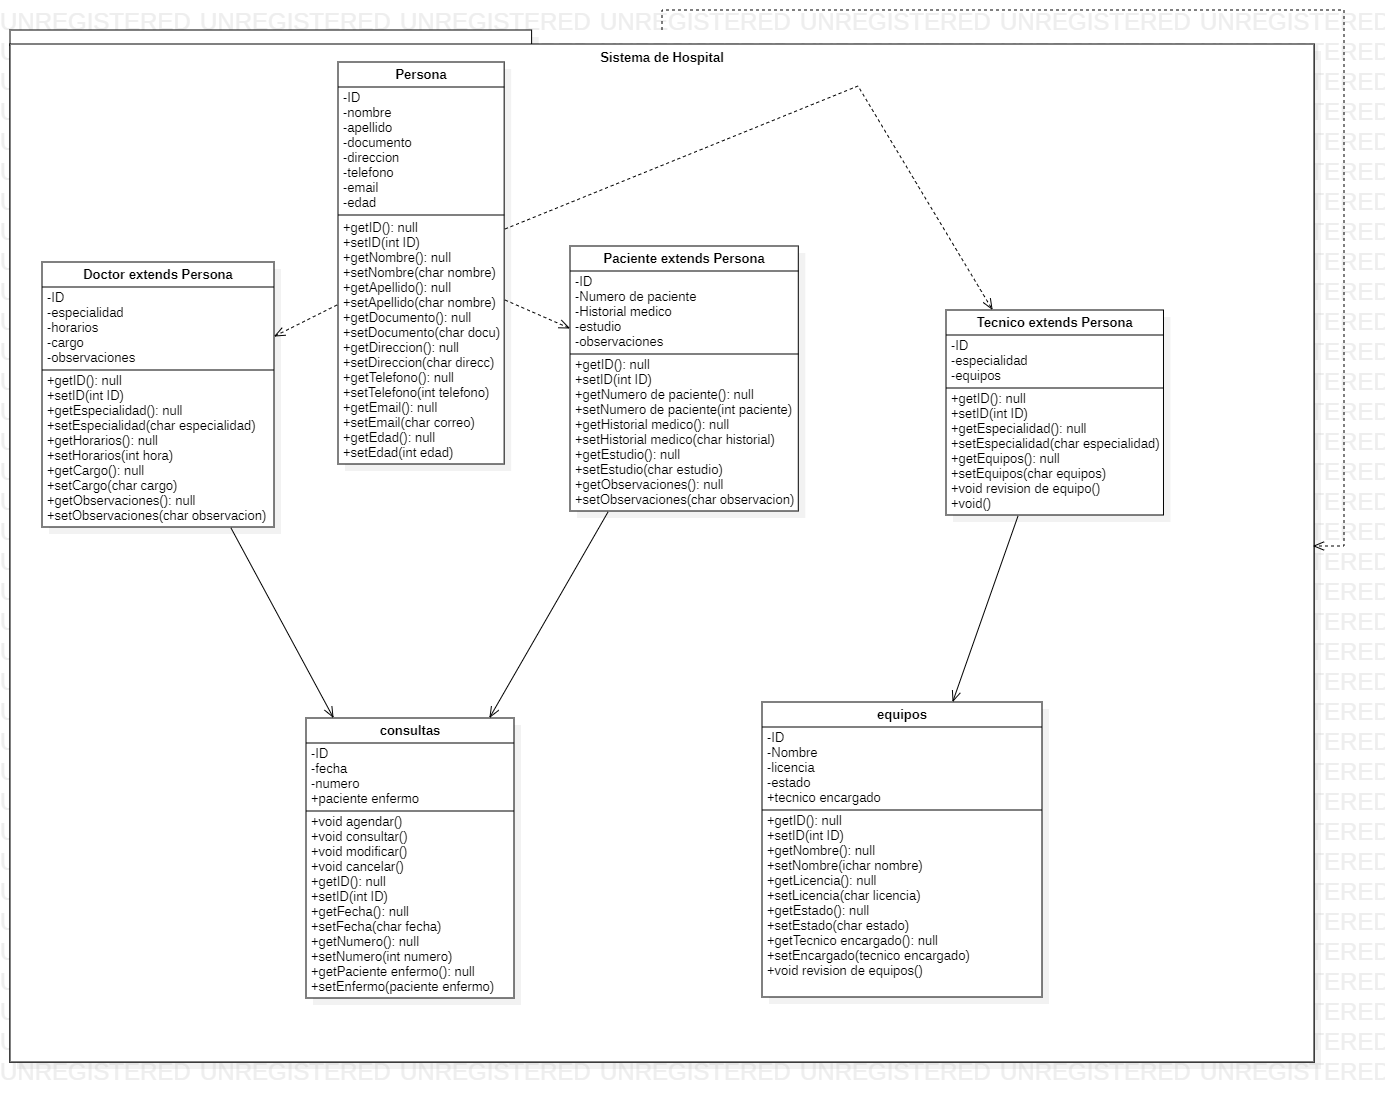 UNREGISTERED UNREGISTERED UNREGISTERED UNREGISTERED UNREGISTERED UNREGISTERED UNREGISTERED
Sistema de Hospital
Persona
-ID
-nombre
-apellido
-documento
-direccion
-telefono
-email
-edad
+getID(): null
+setID(int ID)
+getNombre(): null
+setNombre(char nombre)
+getApellido(): null
+setApellido(char nombre)
+getDocumento(): null
+setDocumento(char docu)
+getDireccion(): null
+setDireccion(char direcc)
+getTelefono(): null
+setTelefono(int telefono)
+getEmail(): null
+setEmail(char correo)
+getEdad(): null
+setEdad(int edad)
Doctor extends Persona
-ID
-especialidad
-horarios
-cargo
-observaciones
+getID(): null
+setID(int ID)
+getEspecialidad(): null
+setEspecialidad(char especialidad)
+getHorarios(): null
+setHorarios(int hora)
+getCargo(): null
+setCargo(char cargo)
+getObservaciones(): null
+setObservaciones(char observacion)
Paciente extends Persona
-ID
-Numero de paciente
-Historial medico
-estudio
-observaciones
+getID(): null
+setID(int ID)
+getNumero de paciente(): null
+setNumero de paciente(int paciente)
+getHistorial medico(): null
+setHistorial medico(char historial)
+getEstudio(): null
+setEstudio(char estudio)
+getObservaciones(): null
+setObservaciones(char observacion)
Tecnico extends Persona
-ID
-especialidad
-equipos
+getID(): null
+setID(int ID)
+getEspecialidad(): null
+setEspecialidad(char especialidad)
+getEquipos(): null
+setEquipos(char equipos)
+void revision de equipo()
+void()
consultas
-ID
-fecha
-numero
+paciente enfermo
+void agendar()
+void consultar()
+void modificar()
+void cancelar()
+getID(): null
+setID(int ID)
+getFecha(): null
+setFecha(char fecha)
+getNumero(): null
+setNumero(int numero)
+getPaciente enfermo(): null
+setEnfermo(paciente enfermo)
equipos
-ID
-Nombre
-licencia
-estado
+tecnico encargado
+getID(): null
+setID(int ID)
+getNombre(): null
+setNombre(ichar nombre)
+getLicencia(): null
+setLicencia(char licencia)
+getEstado(): null
+setEstado(char estado)
+getTecnico encargado(): null
+setEncargado(tecnico encargado)
+void revision de equipos()
UNREGISTERED UNREGISTERED UNREGISTERED UNREGISTERED UNREGISTERED UNREGISTERED UNREGISTERED